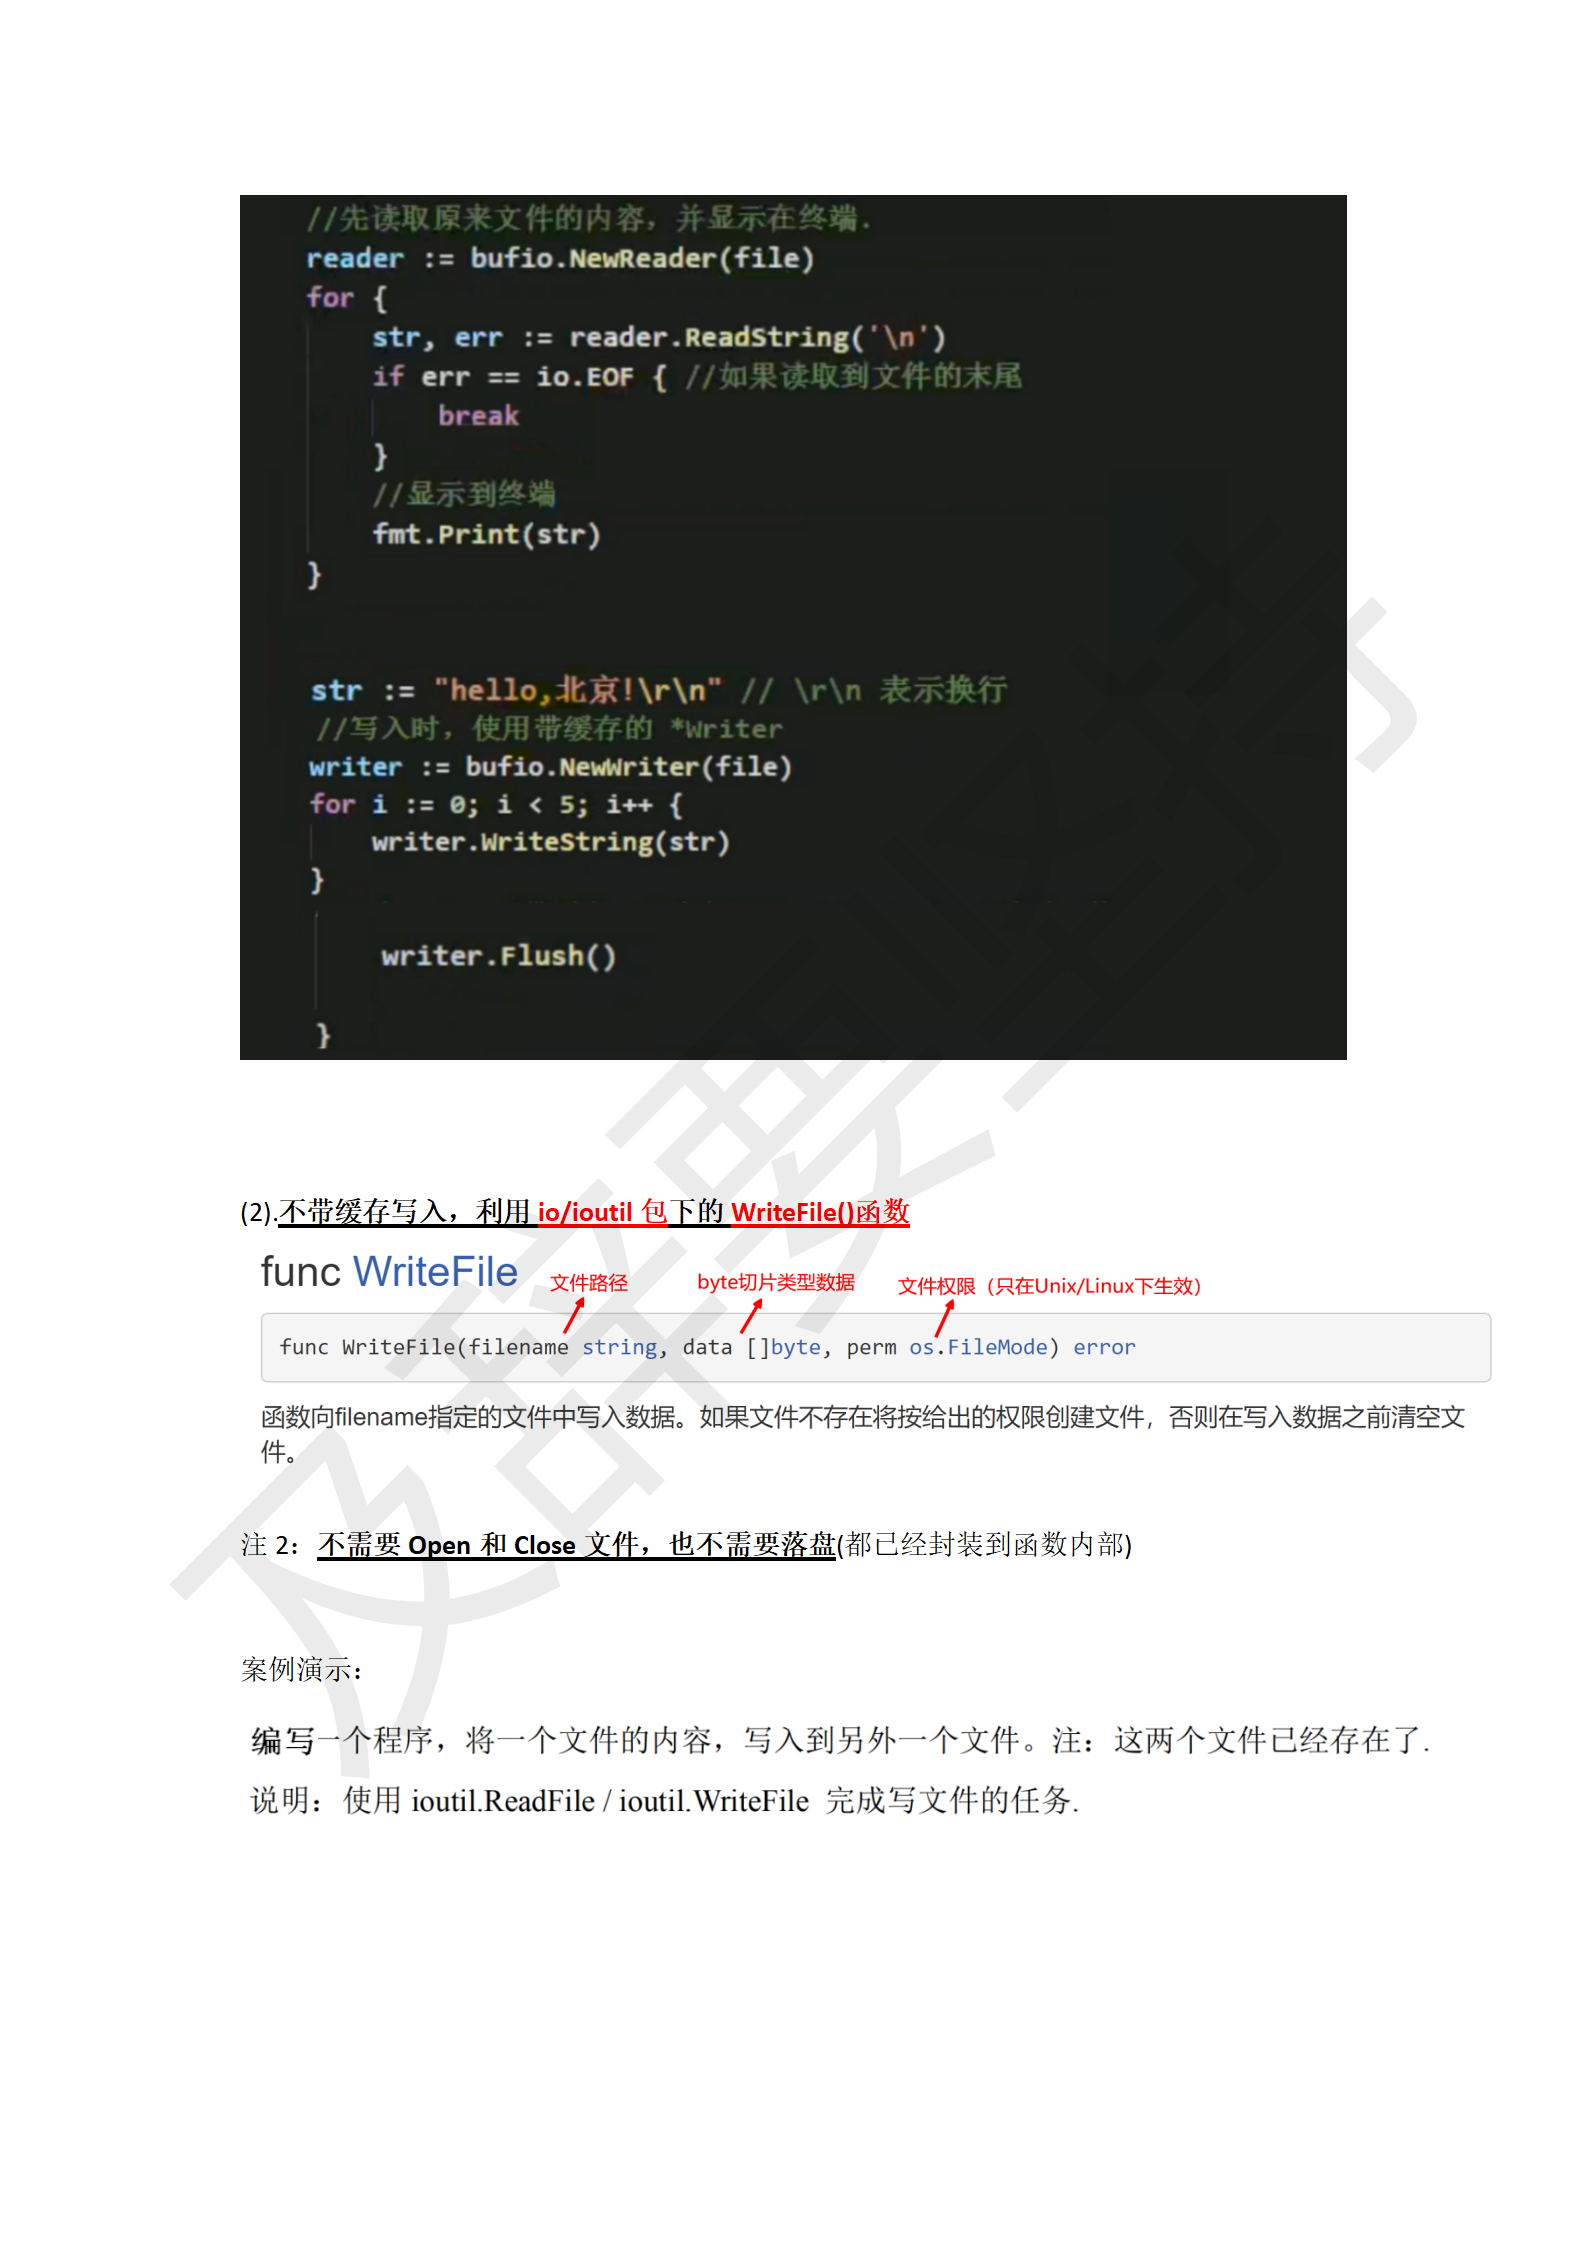 //先读取原来文件的内容，并显示在终端.
reader := bufio.NewReader(file)
for {
str, err := reader.ReadString('\n')
if err == io.EOF { //如果读取到文件的末尾
break
}
//显示到终端
fmt.Print(str)
}
str := "hello,北京!\r\n" // \r\n 表示换行
//写入时，使用带缓存的 *Writer
writer := bufio.NewWriter(file)
for i := 0; i < 5; i++ {
writer.WriteString(str)
}
writer.Flush()
}
(2).不带缓存写入，利用 io/ioutil 包下的 WriteFile()函数
func WriteFile
文件路径 byte切片类型数据 文件权限（只在Unix/Linux下生效）
func WriteFile(filename string, data []byte, perm os.FileMode) error
函数向filename指定的文件中写入数据。如果文件不存在将按给出的权限创建文件，否则在写入数据之前清空文
件。
注 2：不需要 Open 和 Close 文件，也不需要落盘(都已经封装到函数内部)
案例演示：
编写一个程序，将一个文件的内容，写入到另外一个文件。注：这两个文件已经存在了.
说明：使用 ioutil.ReadFile / ioutil.WriteFile 完成写文件的任务.
及辞要坚持